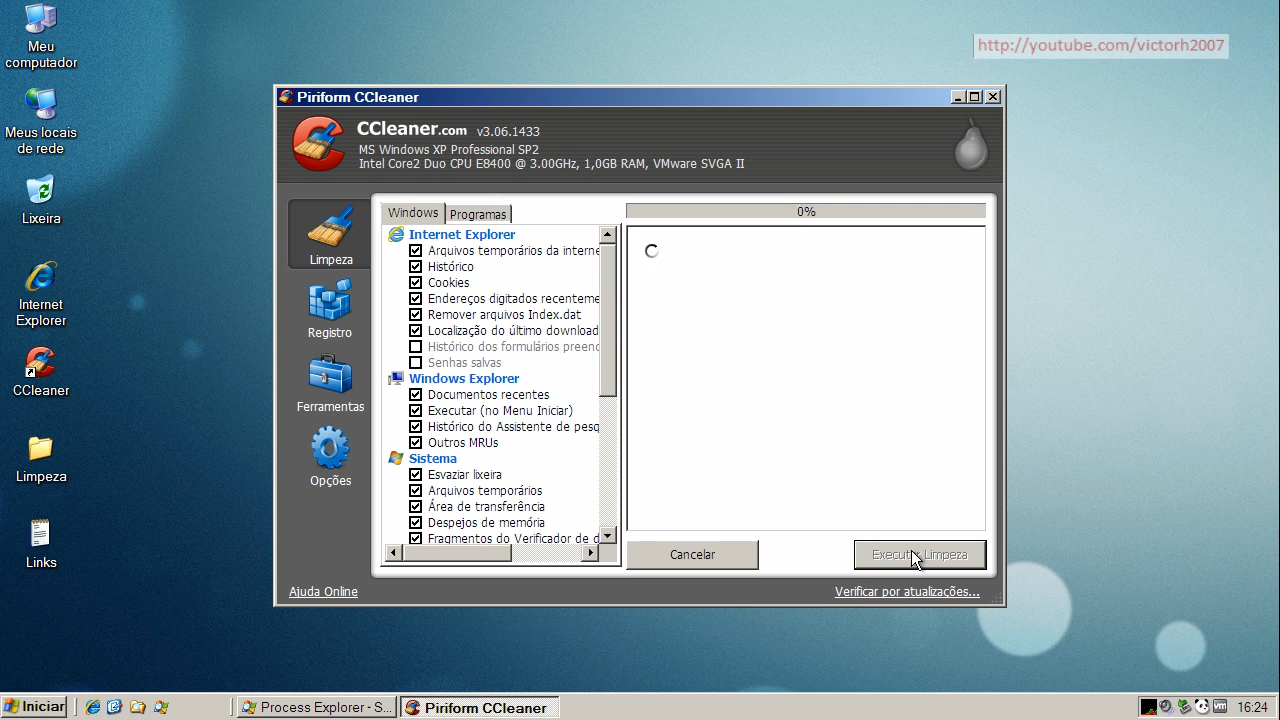 Meu
computador
Meus locais
de rede
Lixeira
Internet
Explorer
CCleaner
Limpeza
Links
http://youtube.com/victorh2007
Piriform CCleaner
CCleaner.com v3.06.1433
MS Windows XP Professional SP2
Intel Core2 Duo CPU E8400 @ 3.00GHz, 1,0GB RAM, VMware SVGA II
Limpeza
Registro
Ferramentas
Opções
Windows
Programas
Internet Explorer
Arquivos temporários da interne
Histórico
Cookies
Endereços digitados recenteme
Remover arquivos Index.dat
Localização do último download
Histórico dos formulários preenc
Senhas salvas
Windows Explorer
Documentos recentes
Executar (no Menu Iniciar)
Histórico do Assistente de pesq
Outros MRUs
Sistema
Esvaziar lixeira
Arquivos temporários
Área de transferência
Despejos de memória
Fragmentos do Verificador de d
0%
Cancelar
Executar Limpeza
Ajuda Online
Verificar por atualizações...
Iniciar
Process Explorer - S...
Piriform CCleaner
16:24